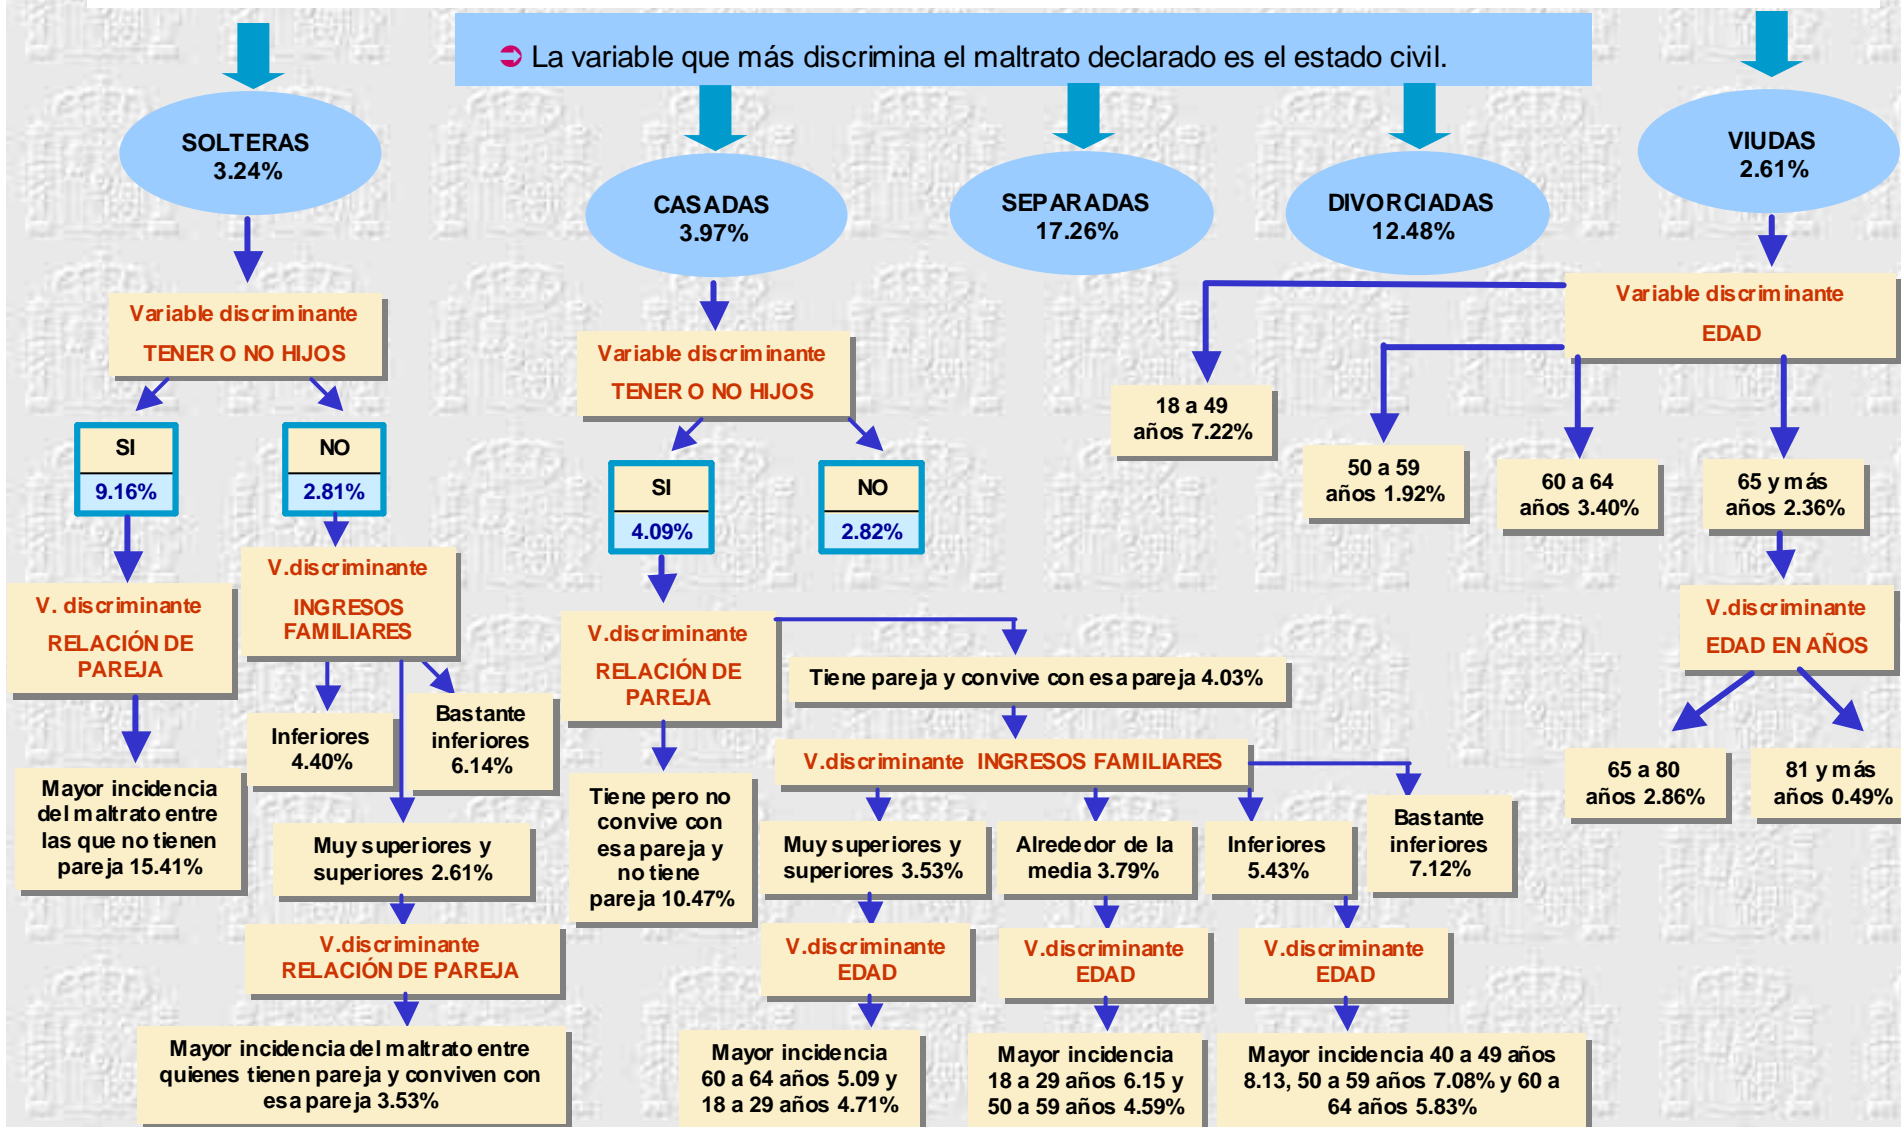 ➲ La variable que más discrimina el maltrato declarado es el estado civil.
SOLTERAS
3.24%
CASADAS
3.97%
SEPARADAS
17.26%
DIVORCIADAS
12.48%
VIUDAS
2.61%
Variable discriminante
TENER O NO HIJOS
SI
9.16%
NO
2.81%
V. discriminante
RELACIÓN DE
PAREJA
Mayor incidencia
del maltrato entre
las que no tienen
pareja 15.41%
V.discriminante
INGRESOS
FAMILIARES
Inferiores
4.40%
Bastante
inferiores
6.14%
Muy superiores y
superiores 2.61%
V.discriminante
RELACIÓN DE PAREJA
Mayor incidencia del maltrato entre
quienes tienen pareja y conviven con
esa pareja 3.53%
Variable discriminante
TENER O NO HIJOS
SI
4.09%
NO
2.82%
V.discriminante
RELACIÓN DE
PAREJA
Tiene pero no
convive con
esa pareja y
no tiene
pareja 10.47%
Tiene pareja y convive con esa pareja 4.03%
V.discriminante INGRESOS FAMILIARES
Muy superiores y
superiores 3.53%
Alrededor de la
media 3.79%
Inferiores
5.43%
Bastante
inferiores
7.12%
V.discriminante
EDAD
V.discriminante
EDAD
V.discriminante
EDAD
Mayor incidencia
60 a 64 años 5.09 y
18 a 29 años 4.71%
Mayor incidencia
18 a 29 años 6.15 y
50 a 59 años 4.59%
Mayor incidencia 40 a 49 años
8.13, 50 a 59 años 7.08% y 60 a
64 años 5.83%
Variable discriminante
EDAD
18 a 49
años 7.22%
50 a 59
años 1.92%
60 a 64
años 3.40%
65 y más
años 2.36%
V.discriminante
EDAD EN AÑOS
65 a 80
años 2.86%
81 y más
años 0.49%